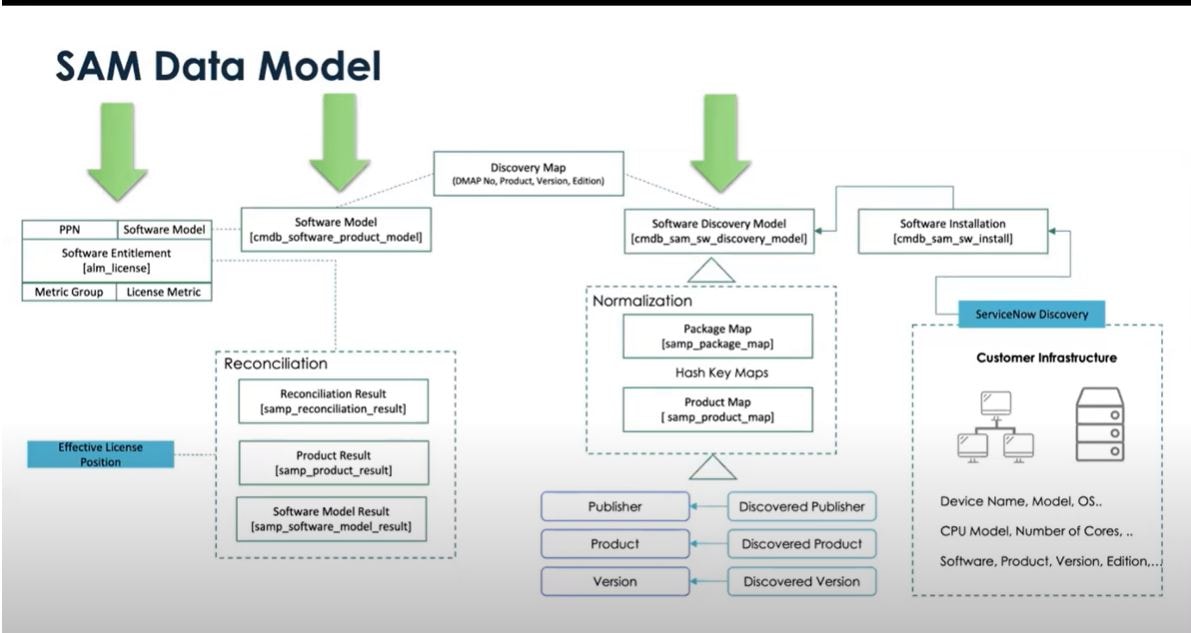 SAM Data Model
Discovery Map
(DMAP No, Product, Version, Edition)
PPN
Software Model
Software Entitlement
[alm_license]
Metric Group
License Metric
Software Model
[cmdb_software_product_model]
Software Discovery Model
[cmdb_sam_sw_discovery_model]
Software Installation
[cmdb_sam_sw_install]
Reconciliation
Reconciliation Result
[samp_reconciliation_result]
Product Result
[samp_product_result]
Software Model Result
[samp_software_model_result]
Effective License
Position
Normalization
Package Map
[samp_package_map]
Hash Key Maps
Product Map
[ samp_product_map]
Publisher
Discovered Publisher
Product
Discovered Product
Version
Discovered Version
ServiceNow Discovery
Customer Infrastructure
Device Name, Model, OS..
CPU Model, Number of Cores, ..
Software, Product, Version, Edition,...